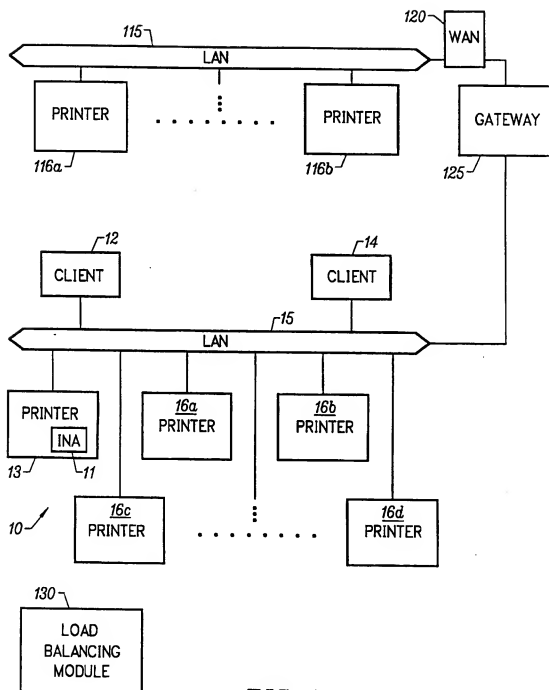 115
120
LAN
WAN
PRINTER
PRINTER
GATEWAY
116a
116b
125
12
14
CLIENT
CLIENT
15
LAN
PRINTER
INA
13
11
16a
PRINTER
16b
PRINTER
10
16c
PRINTER
16d
PRINTER
130
LOAD
BALANCING
MODULE